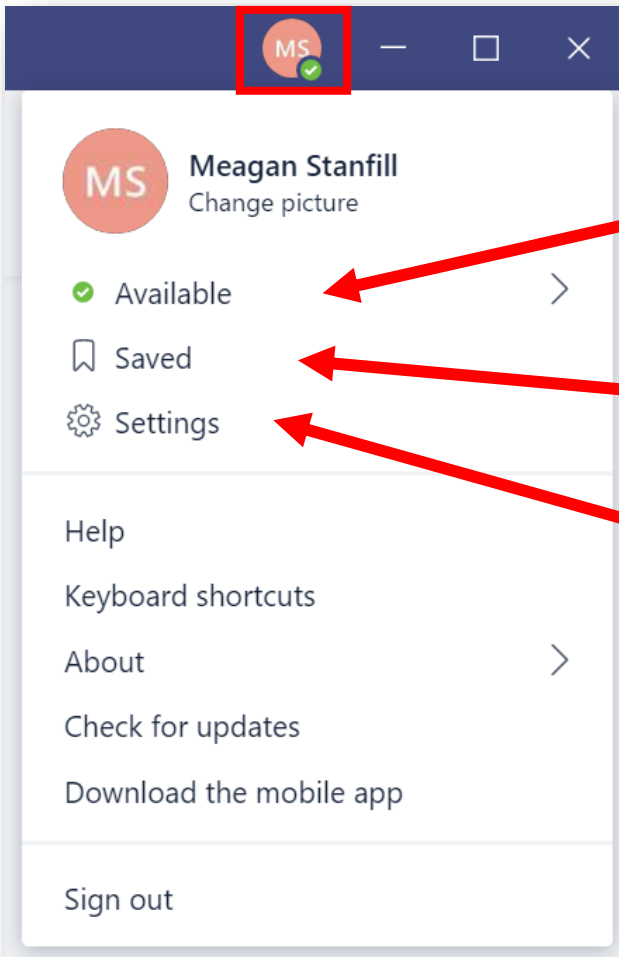 MS
MS
Meagan Stanfill
Change picture
Available
Saved
Settings
Help
Keyboard shortcuts
About
Check for updates
Download the mobile app
Sign out